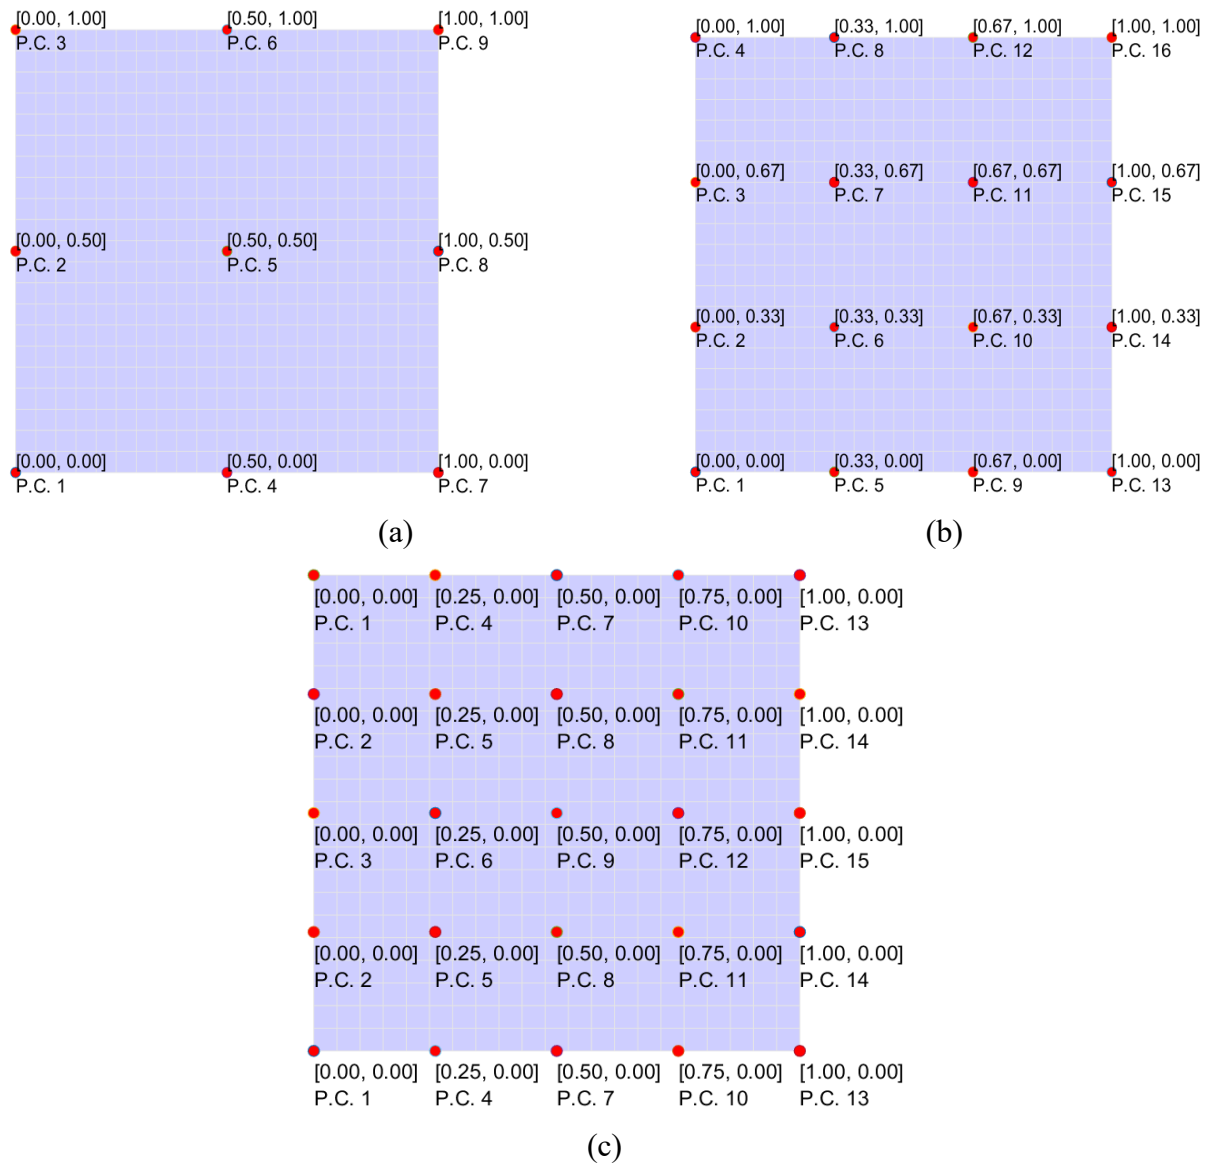 [0.00, 1.00] [0.50, 1.00] [1.00, 1.00]
P.C. 3 P.C. 6 P.C. 9
[0.00, 0.50] [0.50, 0.50] [1.00, 0.50]
P.C. 2 P.C. 5 P.C. 8
[0.00, 0.00] [0.50, 0.00] [1.00, 0.00]
P.C. 1 P.C. 4 P.C. 7
(a)
[0.00, 1.00] [0.33, 1.00] [0.67, 1.00] [1.00, 1.00]
P.C. 4 P.C. 8 P.C. 12 P.C. 16
[0.00, 0.67] [0.33, 0.67] [0.67, 0.67] [1.00, 0.67]
P.C. 3 P.C. 7 P.C. 11 P.C. 15
[0.00, 0.33] [0.33, 0.33] [0.67, 0.33] [1.00, 0.33]
P.C. 2 P.C. 6 P.C. 10 P.C. 14
[0.00, 0.00] [0.33, 0.00] [0.67, 0.00] [1.00, 0.00]
P.C. 1 P.C. 5 P.C. 9 P.C. 13
(b)
[0.00, 0.00] [0.25, 0.00] [0.50, 0.00] [0.75, 0.00] [1.00, 0.00]
P.C. 1 P.C. 4 P.C. 7 P.C. 10 P.C. 13
[0.00, 0.00] [0.25, 0.00] [0.50, 0.00] [0.75, 0.00] [1.00, 0.00]
P.C. 2 P.C. 5 P.C. 8 P.C. 11 P.C. 14
[0.00, 0.00] [0.25, 0.00] [0.50, 0.00] [0.75, 0.00] [1.00, 0.00]
P.C. 3 P.C. 6 P.C. 9 P.C. 12 P.C. 15
[0.00, 0.00] [0.25, 0.00] [0.50, 0.00] [0.75, 0.00] [1.00, 0.00]
P.C. 2 P.C. 5 P.C. 8 P.C. 11 P.C. 14
[0.00, 0.00] [0.25, 0.00] [0.50, 0.00] [0.75, 0.00] [1.00, 0.00]
P.C. 1 P.C. 4 P.C. 7 P.C. 10 P.C. 13
(c)